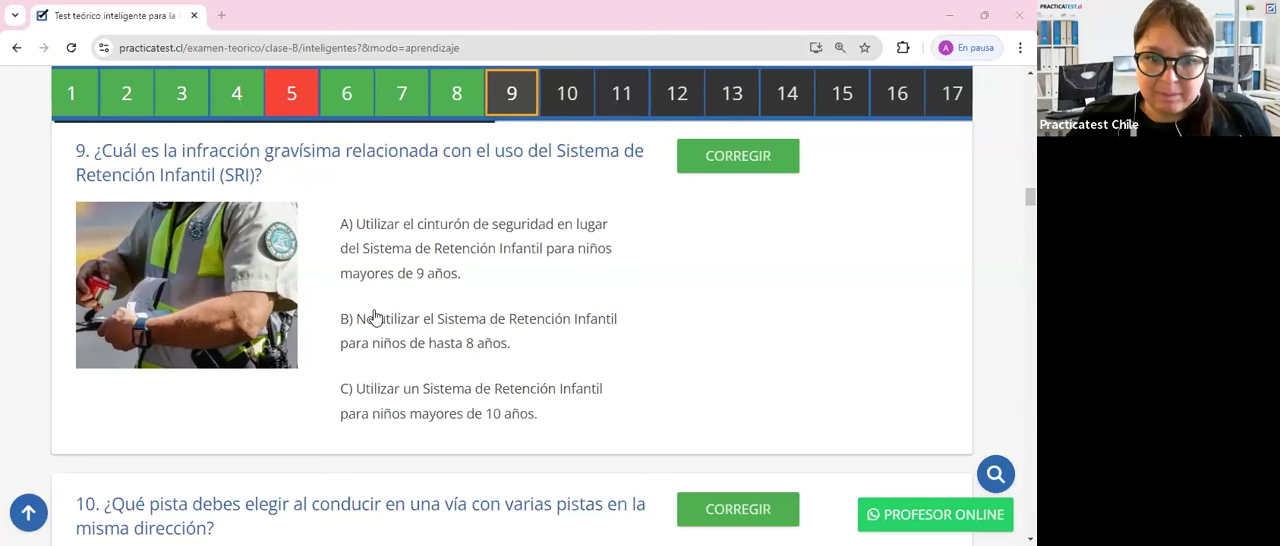 Test teórico inteligente para la
practicatest.cl/examen-teorico/clase-B/inteligentes?&modo=aprendizaje
A
En pausa
1 2 3 4 5 6 7 8 9 10 11 12 13 14 15 16 17
9. ¿Cuál es la infracción gravísima relacionada con el uso del Sistema de
Retención Infantil (SRI)?
CORREGIR
A) Utilizar el cinturón de seguridad en lugar
del Sistema de Retención Infantil para niños
mayores de 9 años.
B) No utilizar el Sistema de Retención Infantil
para niños de hasta 8 años.
C) Utilizar un Sistema de Retención Infantil
para niños mayores de 10 años.
10. ¿Qué pista debes elegir al conducir en una vía con varias pistas en la
misma dirección?
CORREGIR
PROFESOR ONLINE
PRACTICATEST.CL
Practicatest Chile